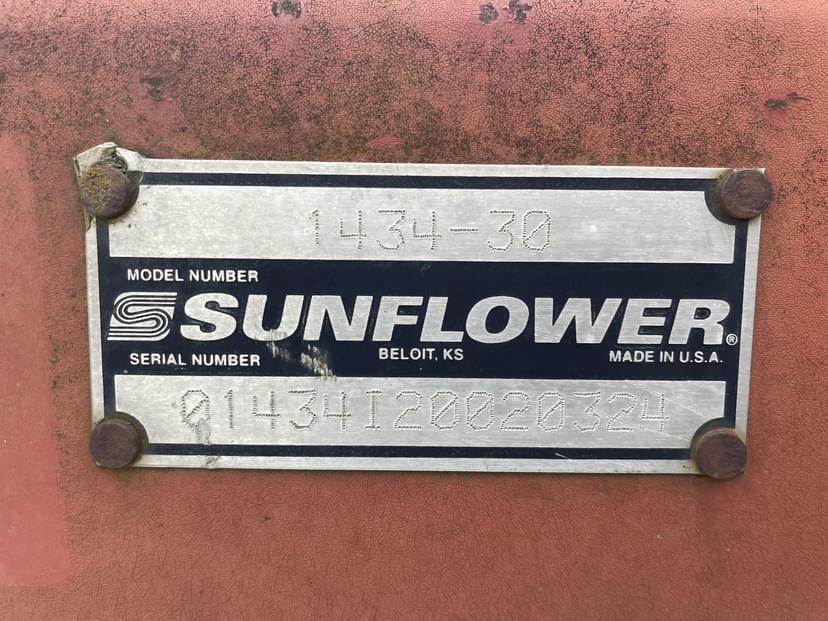 1434-30
MODEL NUMBER
SUNFLOWER®
SERIAL NUMBER BELOIT, KS MADE IN U.S.A.
01434I20020324